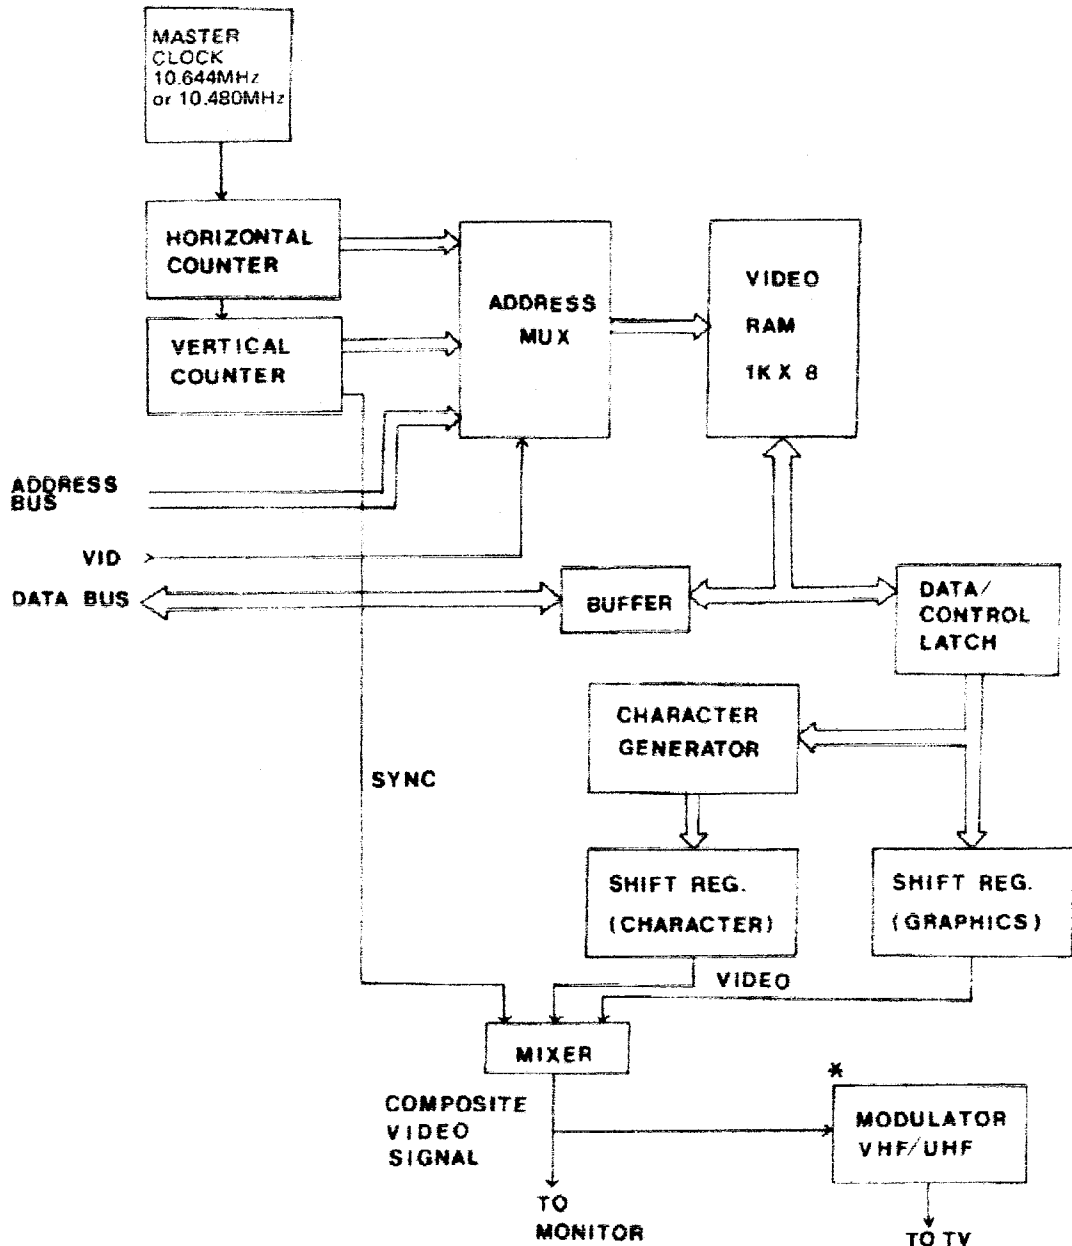 MASTER
CLOCK
10.644MHz
or 10.480MHz
HORIZONTAL
COUNTER
VERTICAL
COUNTER
ADDRESS
MUX
VIDEO
RAM
1K X 8
ADDRESS
BUS
VID
DATA BUS
BUFFER
DATA/
CONTROL
LATCH
CHARACTER
GENERATOR
SYNC
SHIFT REG.
(CHARACTER)
SHIFT REG.
(GRAPHICS)
VIDEO
MIXER
*
COMPOSITE
VIDEO
SIGNAL
MODULATOR
VHF/UHF
TO
MONITOR
TO TV